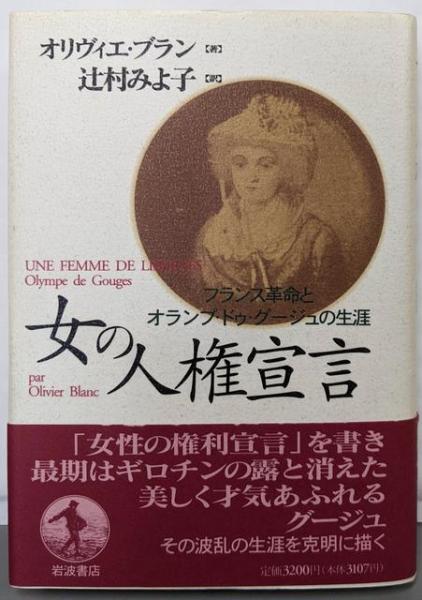 オリヴィエ・ブラン【著】
辻村みよ子【訳】
UNE FEMME DE LIBERTÉS
Olympe de Gouges
フランス革命と
オランプ・ドゥ・グージュの生涯
女の人権宣言
par
Olivier Blanc
「女性の権利宣言」を書き
最期はギロチンの露と消えた
美しく才気あふれる
グージュ
その波乱の生涯を克明に描く
岩波書店
定価3200円(本体3107円)